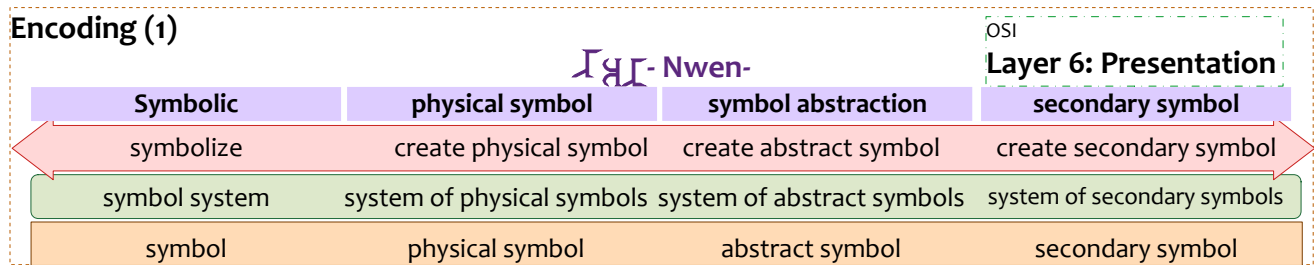 Encoding (1)
OSI
Layer 6: Presentation
- Nwen-
Symbolic physical symbol symbol abstraction secondary symbol
symbolize create physical symbol create abstract symbol create secondary symbol
symbol system system of physical symbols system of abstract symbols system of secondary symbols
symbol physical symbol abstract symbol secondary symbol